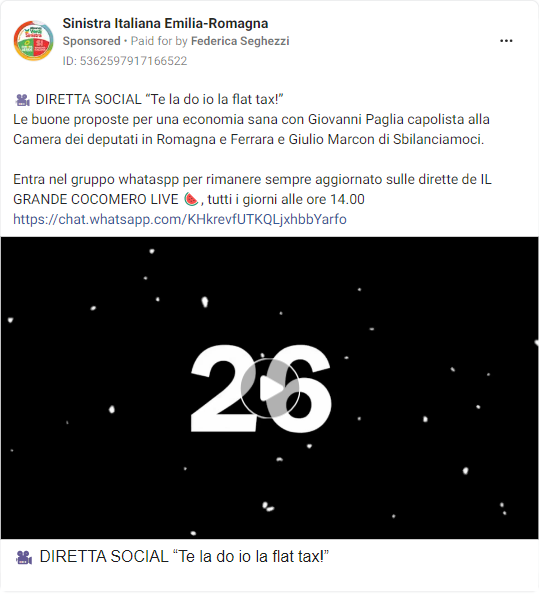 Sinistra Italiana Emilia-Romagna
Sponsored • Paid for by Federica Seghezzi
ID: 5362597917166522
🎥 DIRETTA SOCIAL “Te la do io la flat tax!”
Le buone proposte per una economia sana con Giovanni Paglia capolista alla
Camera dei deputati in Romagna e Ferrara e Giulio Marcon di Sbilanciamoci.
Entra nel gruppo whataspp per rimanere sempre aggiornato sulle dirette de IL
GRANDE COCOMERO LIVE 🍉, tutti i giorni alle ore 14.00
https://chat.whatsapp.com/KHkrevfUTKQLjxhbbYarfo
26
🎥 DIRETTA SOCIAL “Te la do io la flat tax!”